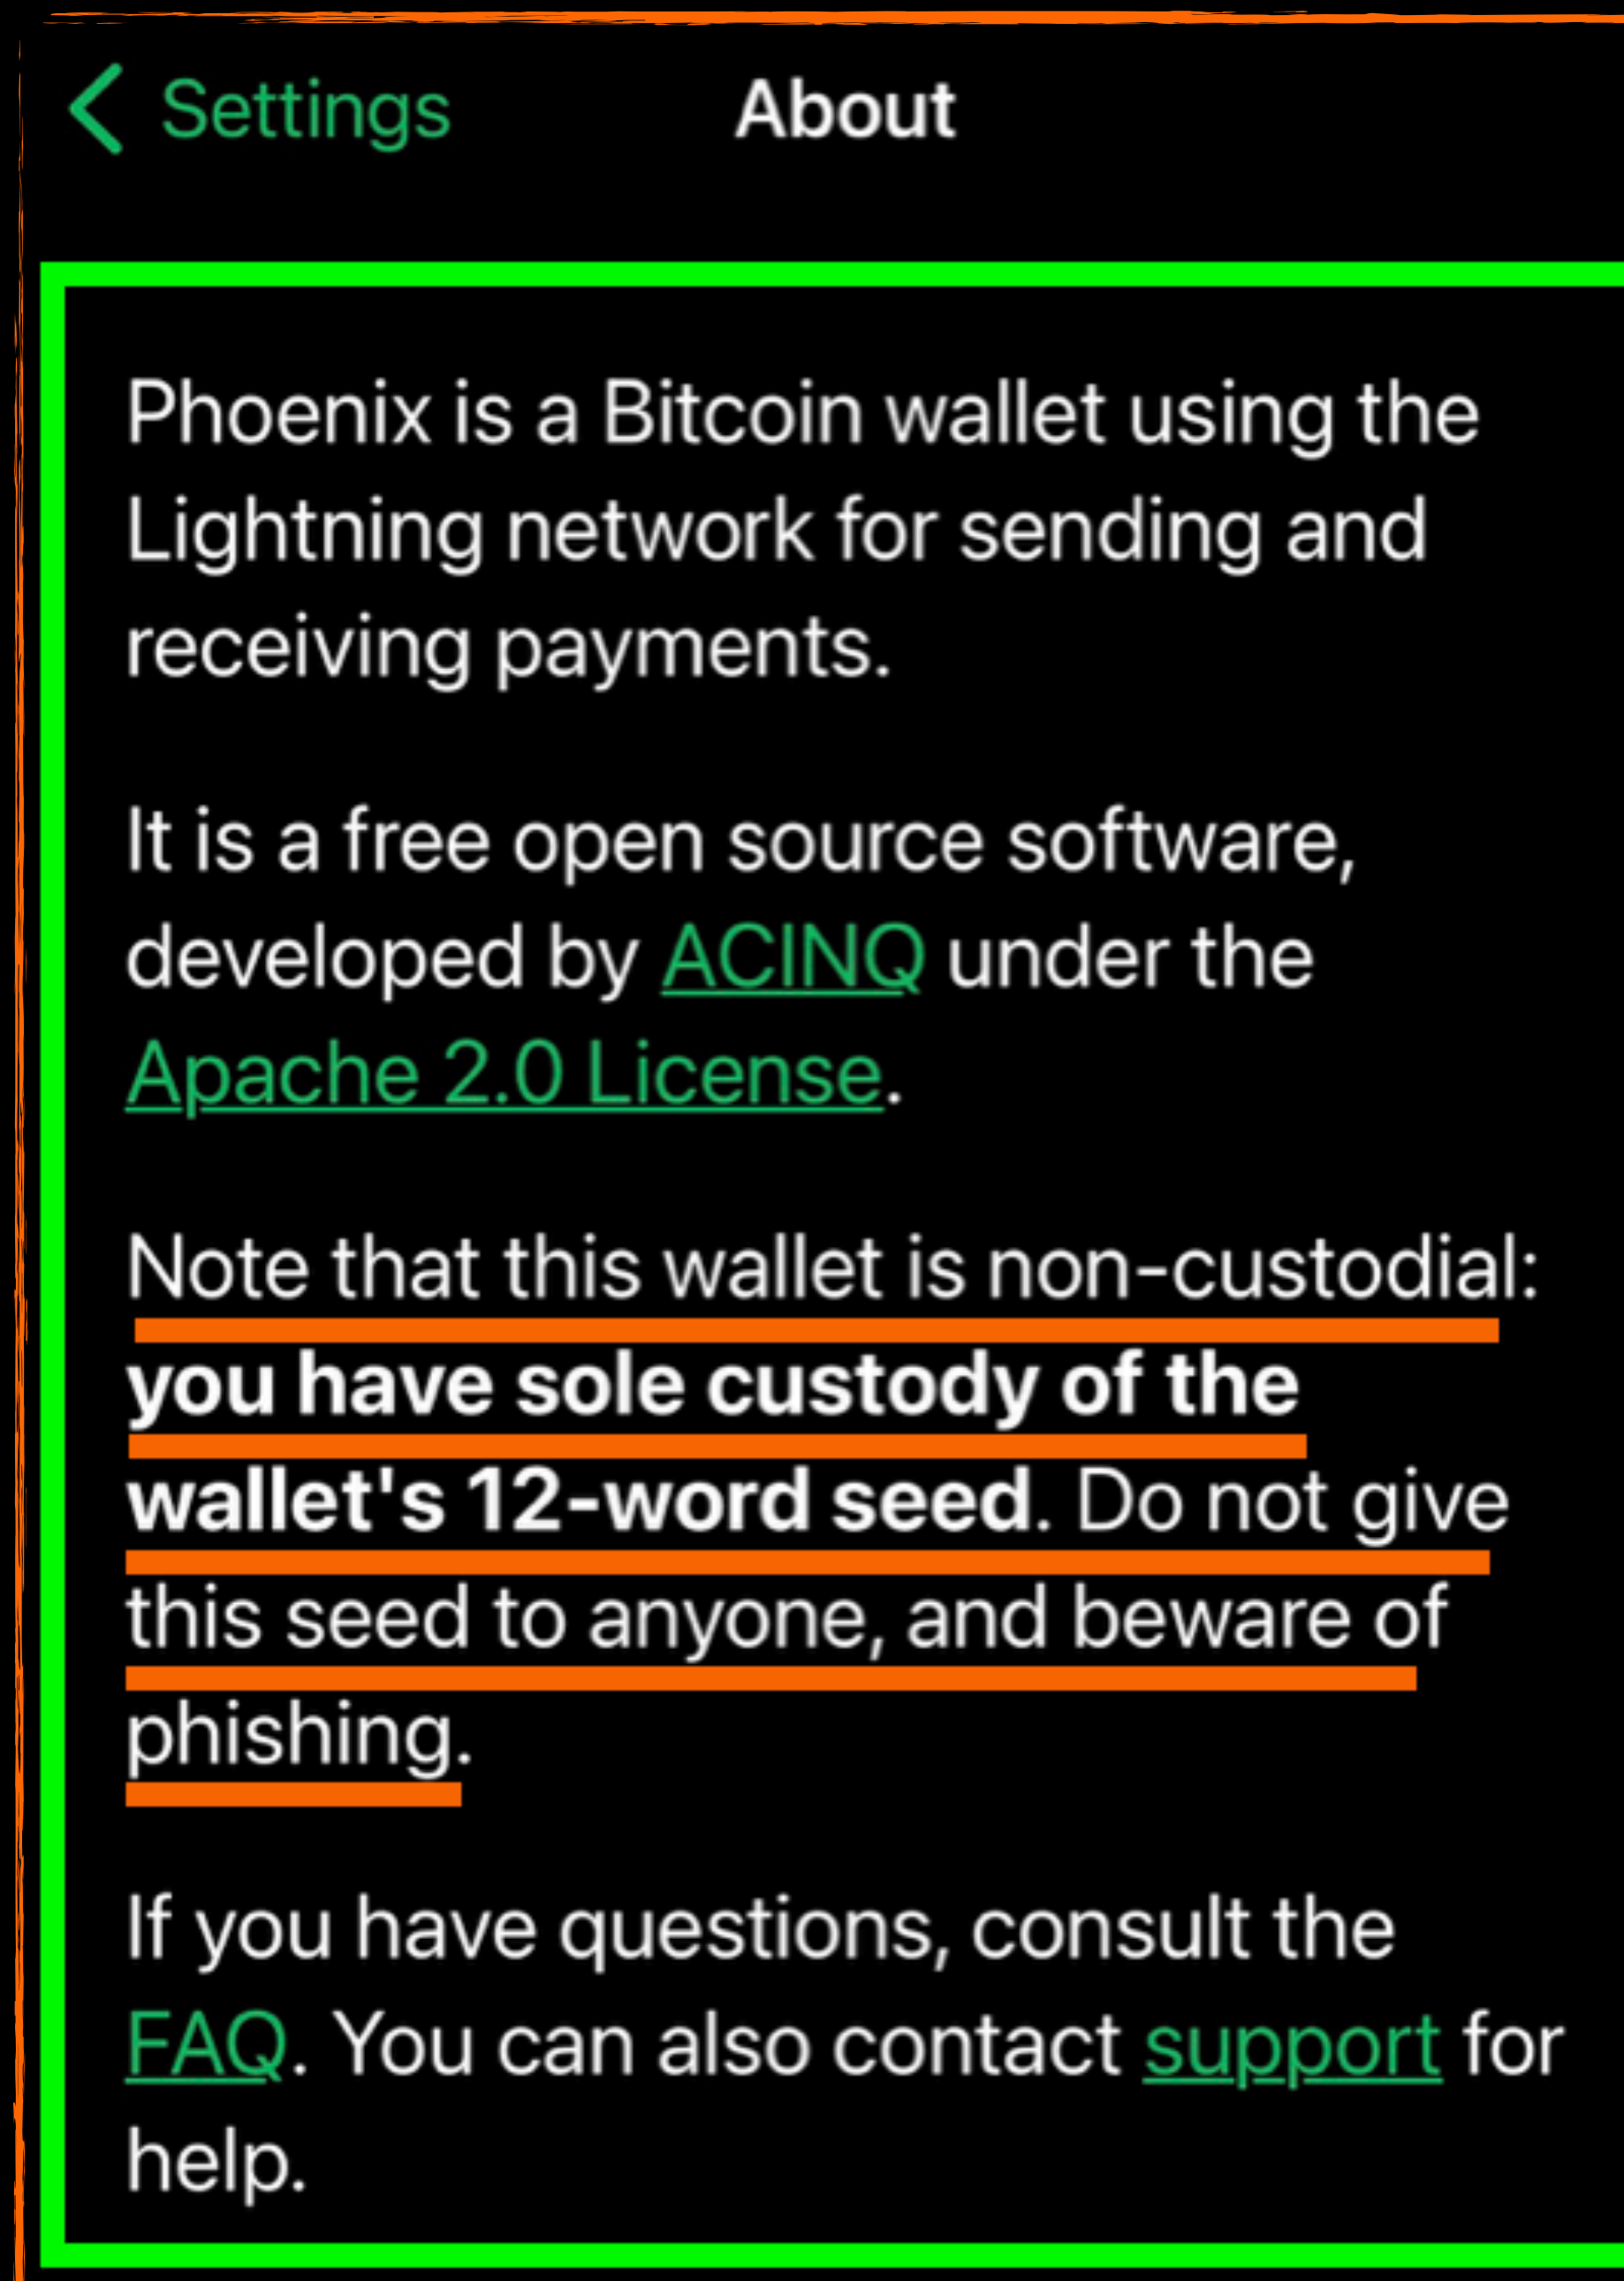 Settings
About
Phoenix is a Bitcoin wallet using the
Lightning network for sending and
receiving payments.
It is a free open source software,
developed by ACINQ under the
Apache 2.0 License.
Note that this wallet is non-custodial:
you have sole custody of the
wallet's 12-word seed. Do not give
this seed to anyone, and beware of
phishing.
If you have questions, consult the
FAQ. You can also contact support for
help.